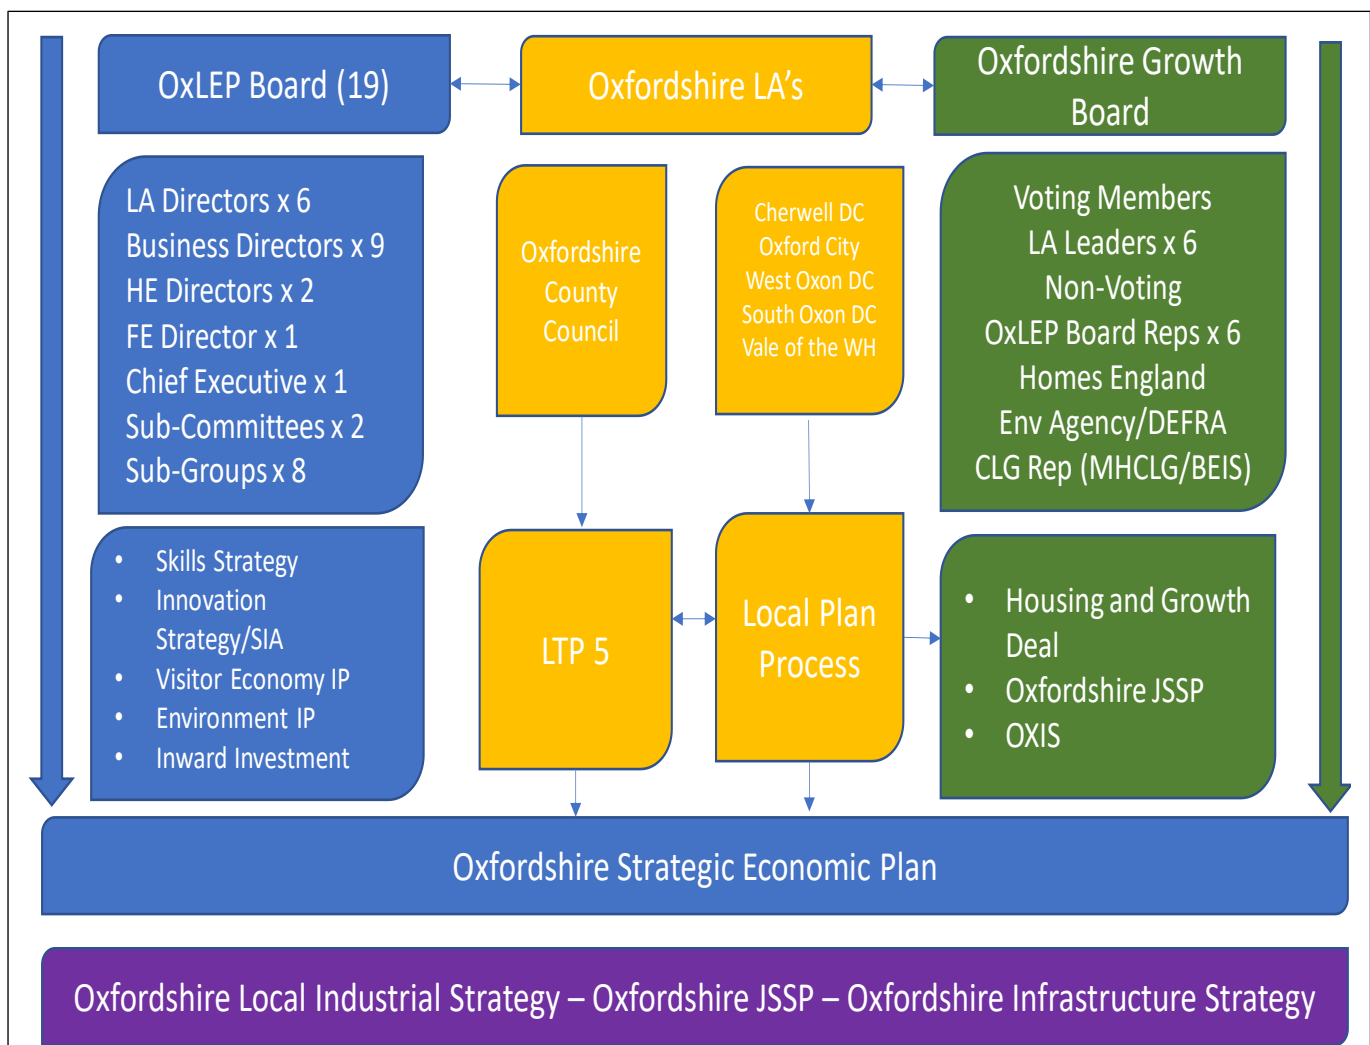 OxLEP Board (19)
Oxfordshire LA's
Oxfordshire Growth
Board
LA Directors x 6
Business Directors x 9
HE Directors x 2
FE Director x 1
Chief Executive x 1
Sub-Committees x 2
Sub-Groups x 8
Oxfordshire
County
Council
Cherwell DC
Oxford City
West Oxon DC
South Oxon DC
Vale of the WH
Voting Members
LA Leaders x 6
Non-Voting
OxLEP Board Reps x 6
Homes England
Env Agency/DEFRA
CLG Rep (MHCLG/BEIS)
• Skills Strategy
• Innovation
Strategy/SIA
• Visitor Economy IP
• Environment IP
• Inward Investment
LTP 5
Local Plan
Process
• Housing and Growth
Deal
• Oxfordshire JSSP
• OXIS
Oxfordshire Strategic Economic Plan
Oxfordshire Local Industrial Strategy – Oxfordshire JSSP – Oxfordshire Infrastructure Strategy